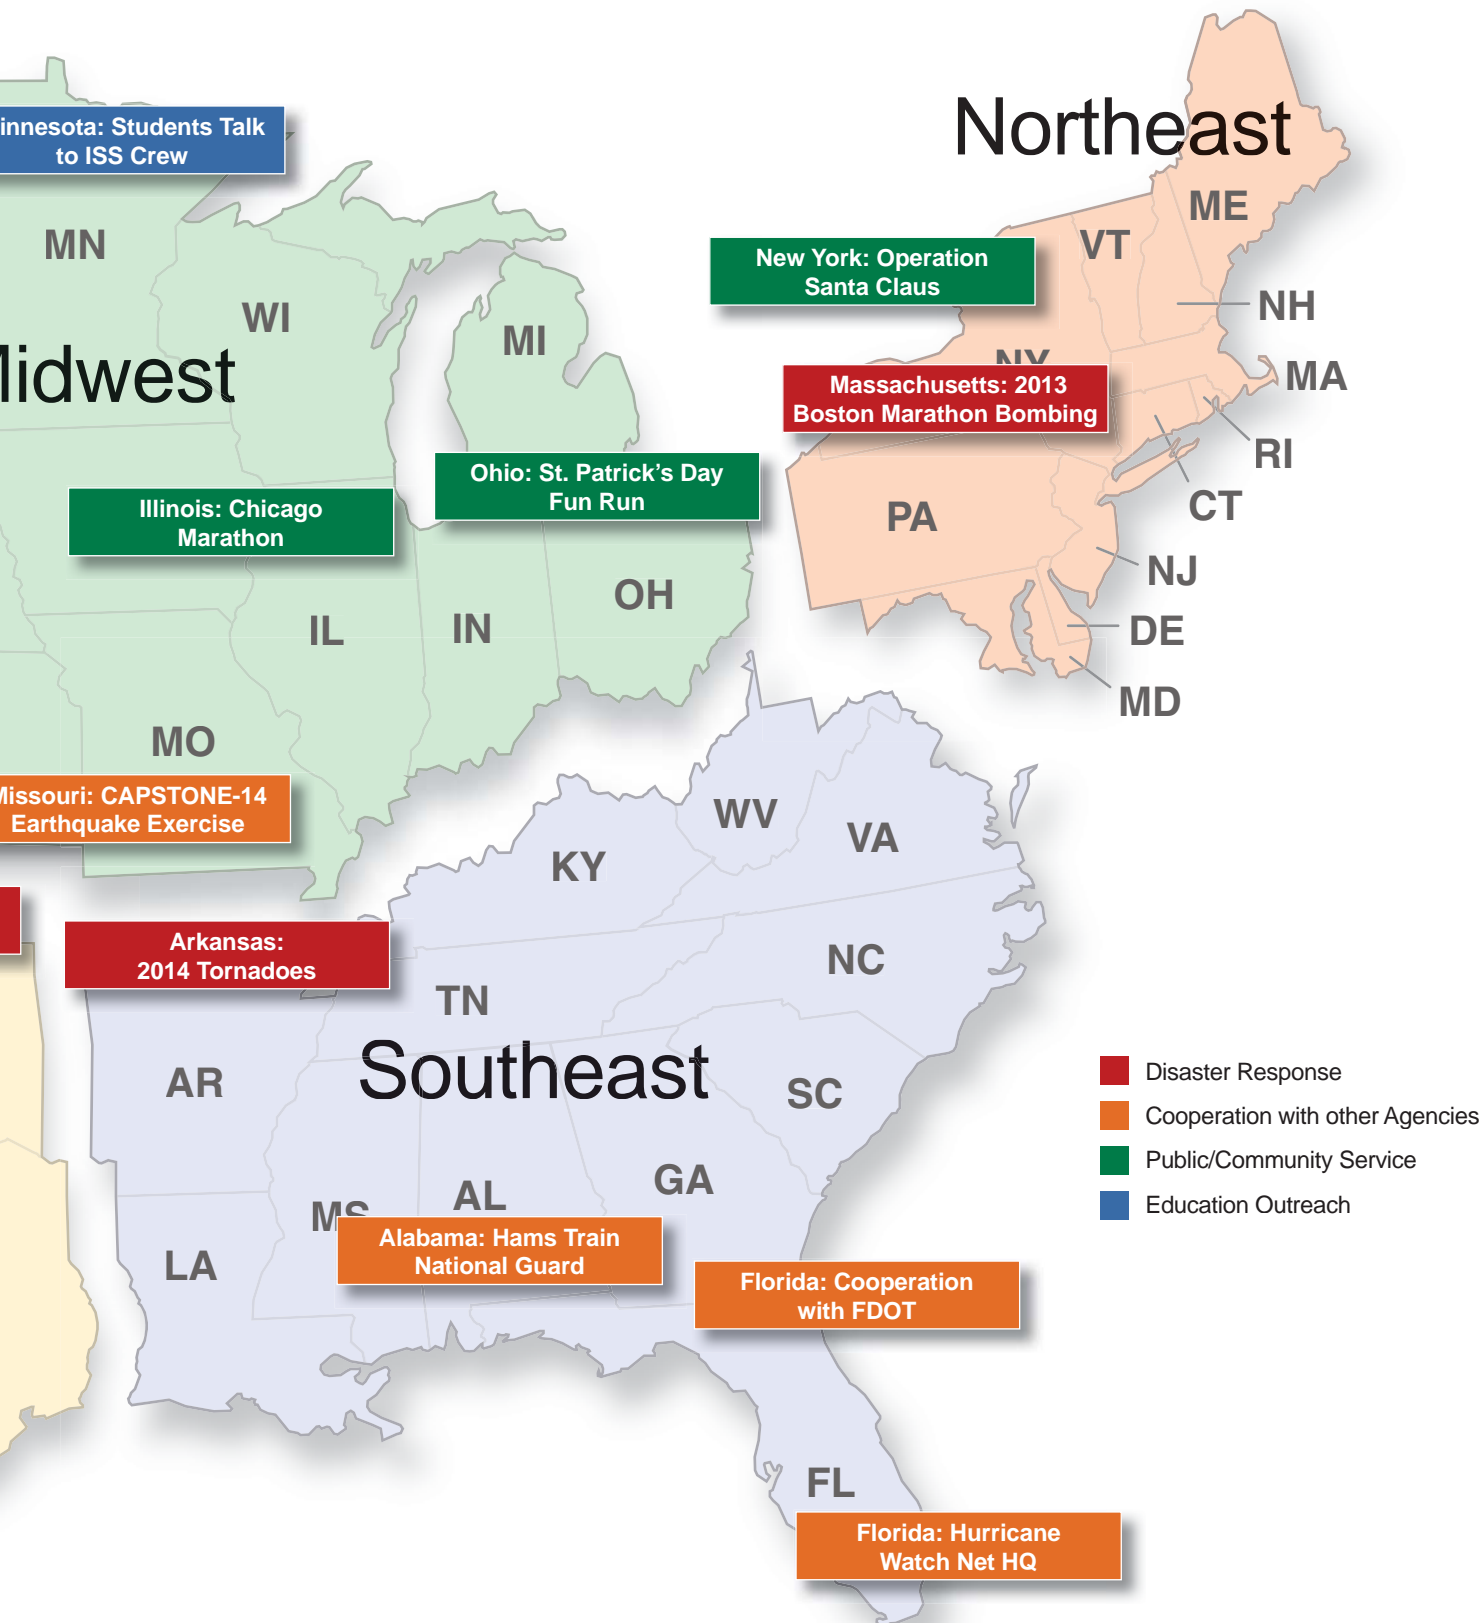 Northeast
innesota: Students Talk
to ISS Crew
ME
MN
VT
New York: Operation
Santa Claus
NH
WI
MI
NY
idwest
MA
Massachusetts: 2013
Boston Marathon Bombing
RI
Ohio: St. Patrick’s Day
Fun Run
Illinois: Chicago
Marathon
CT
PA
NJ
OH
IL
IN
DE
MD
MO
Missouri: CAPSTONE-14
Earthquake Exercise
WV
VA
KY
Arkansas:
2014 Tornadoes
NC
TN
Southeast
AR
SC
Disaster Response
Cooperation with other Agencies
Public/Community Service
Education Outreach
GA
AL
MS
Alabama: Hams Train
National Guard
LA
Florida: Cooperation
with FDOT
FL
Florida: Hurricane
Watch Net HQ